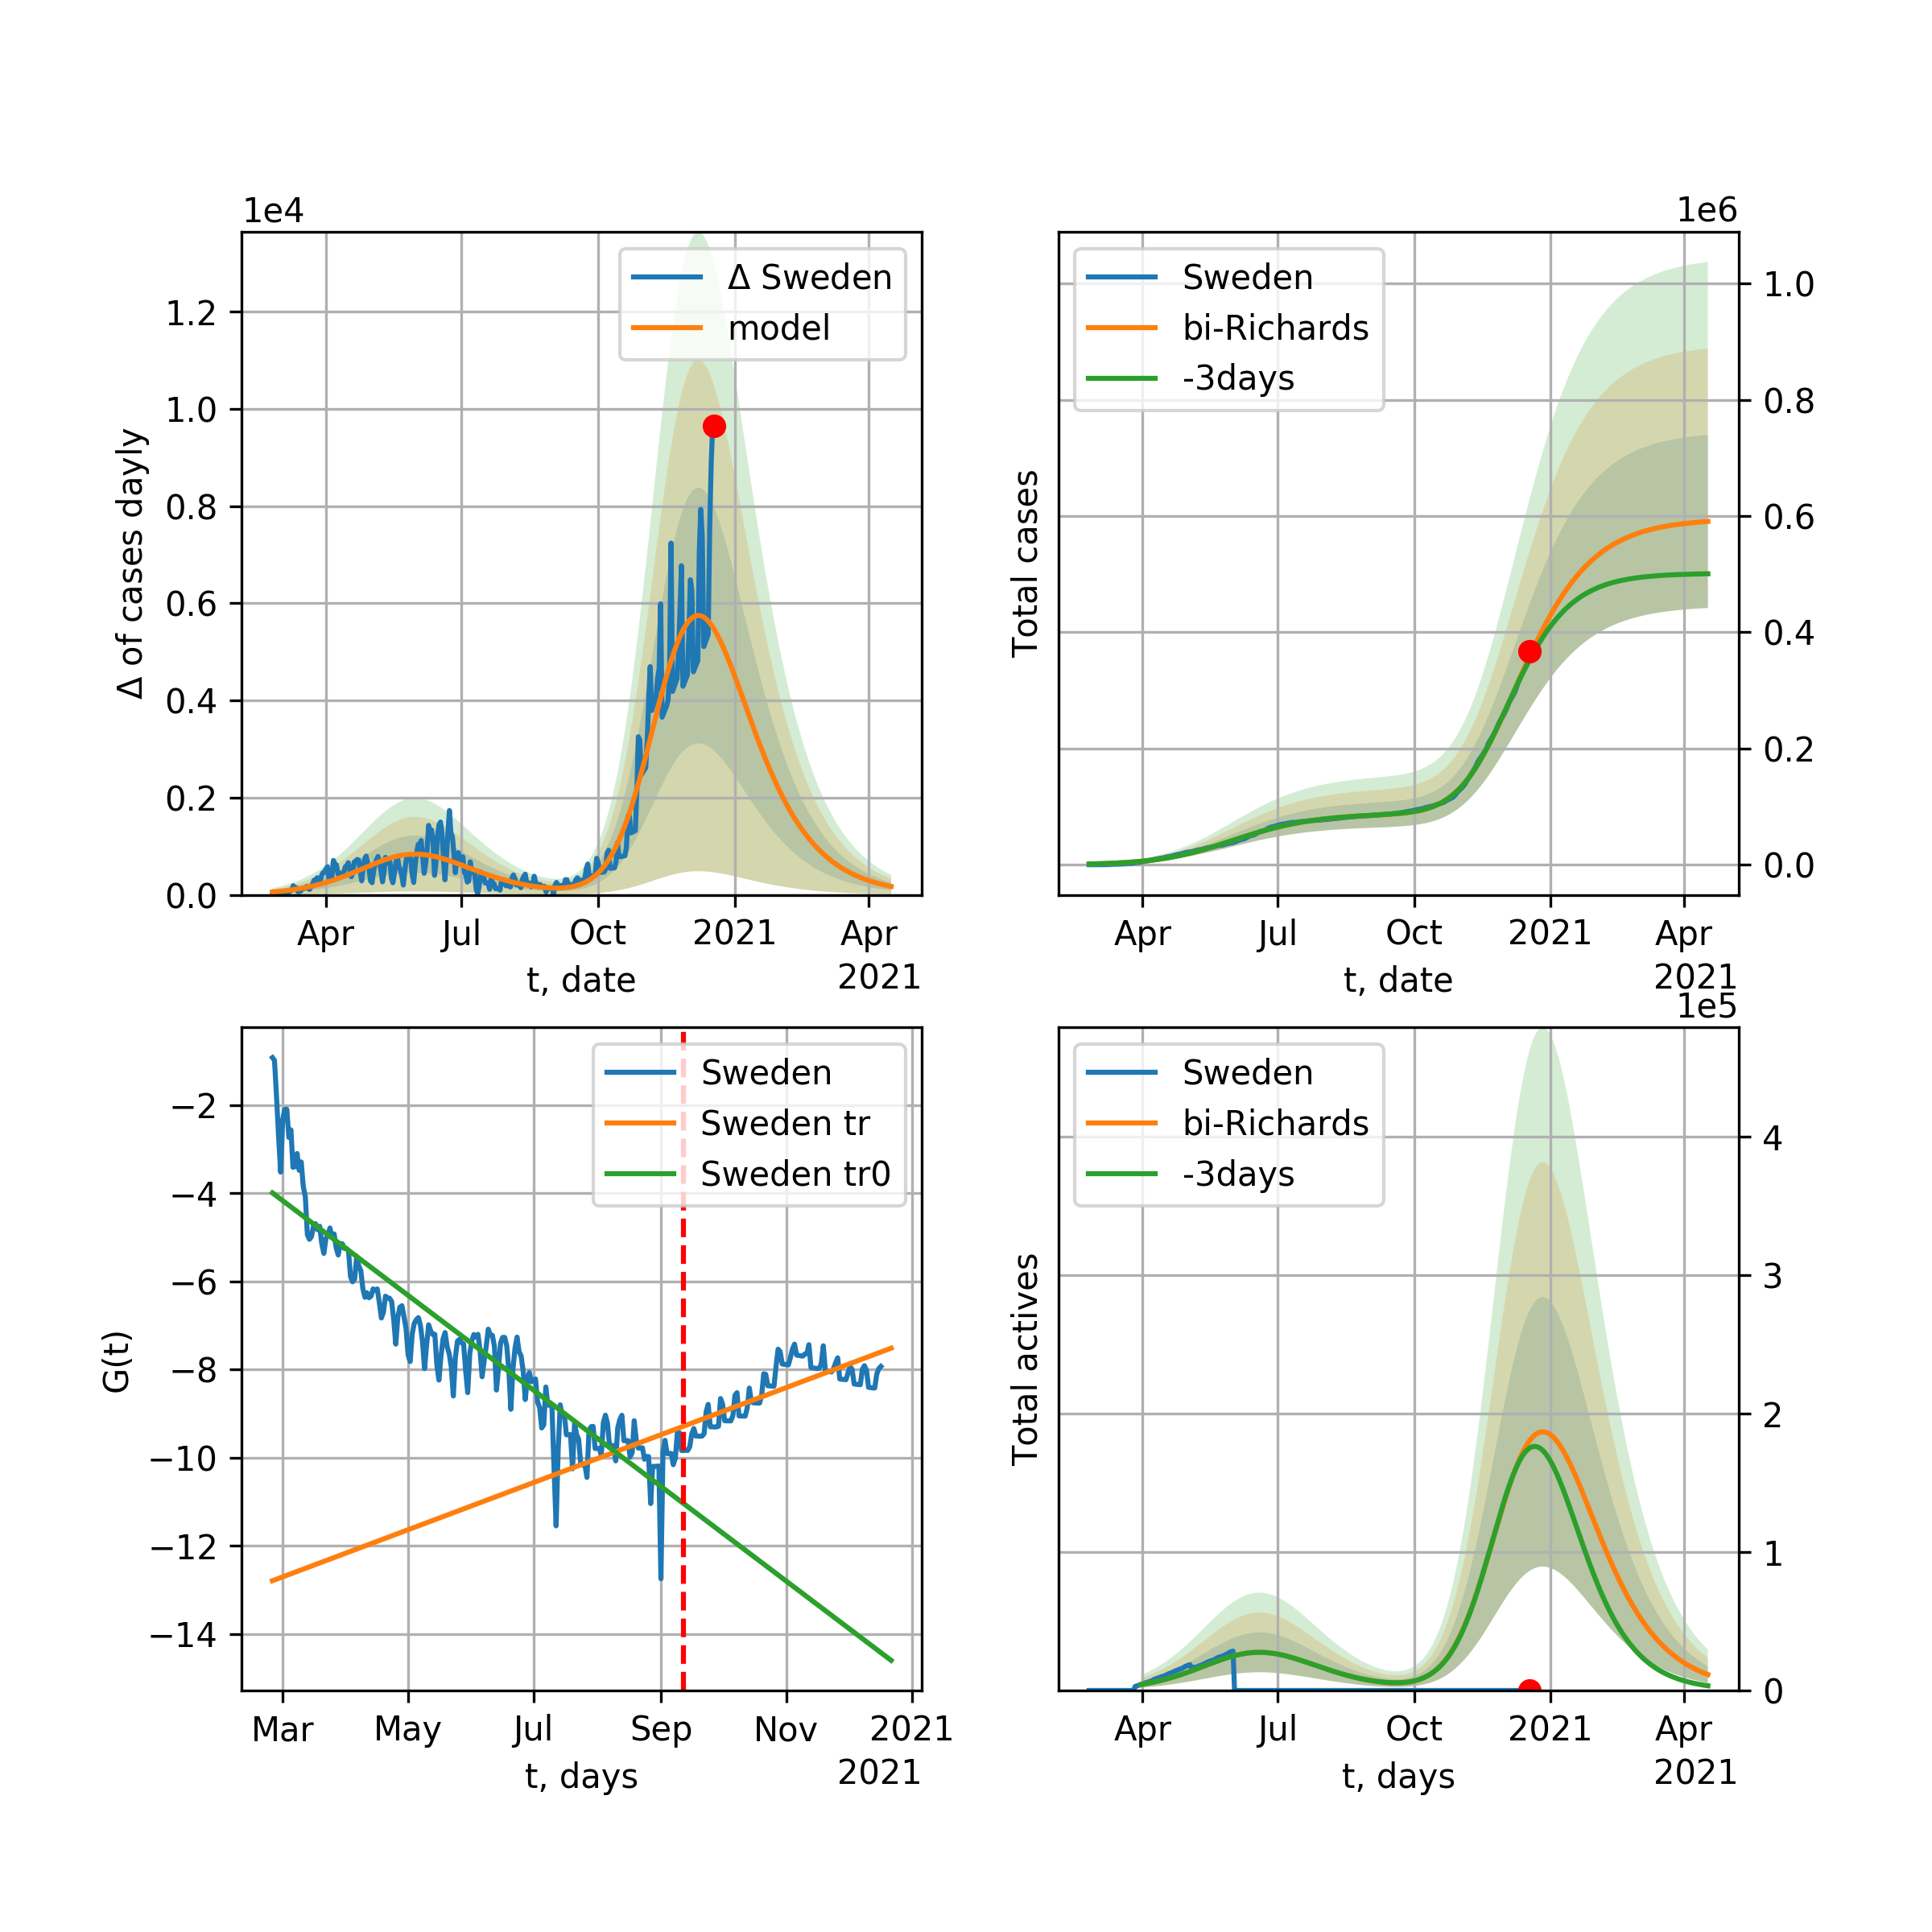 1e4
Δ of cases dayly
1.2
1.0
0.8
0.6
0.4
0.2
0.0
Δ Sweden
model
Apr
Jul
Oct
2021
Apr
2021
t, date
1e6
Total cases
Sweden
bi-Richards
-3days
1.0
0.8
0.6
0.4
0.2
0.0
Apr
Jul
Oct
2021
Apr
2021
t, date
G(t)
−2
−4
−6
−8
−10
−12
−14
Sweden
Sweden tr
Sweden tr0
Mar
May
Jul
Sep
Nov
2021
2021
t, days
1e5
Total actives
Sweden
bi-Richards
-3days
4
3
2
1
0
Apr
Jul
Oct
2021
Apr
2021
t, days